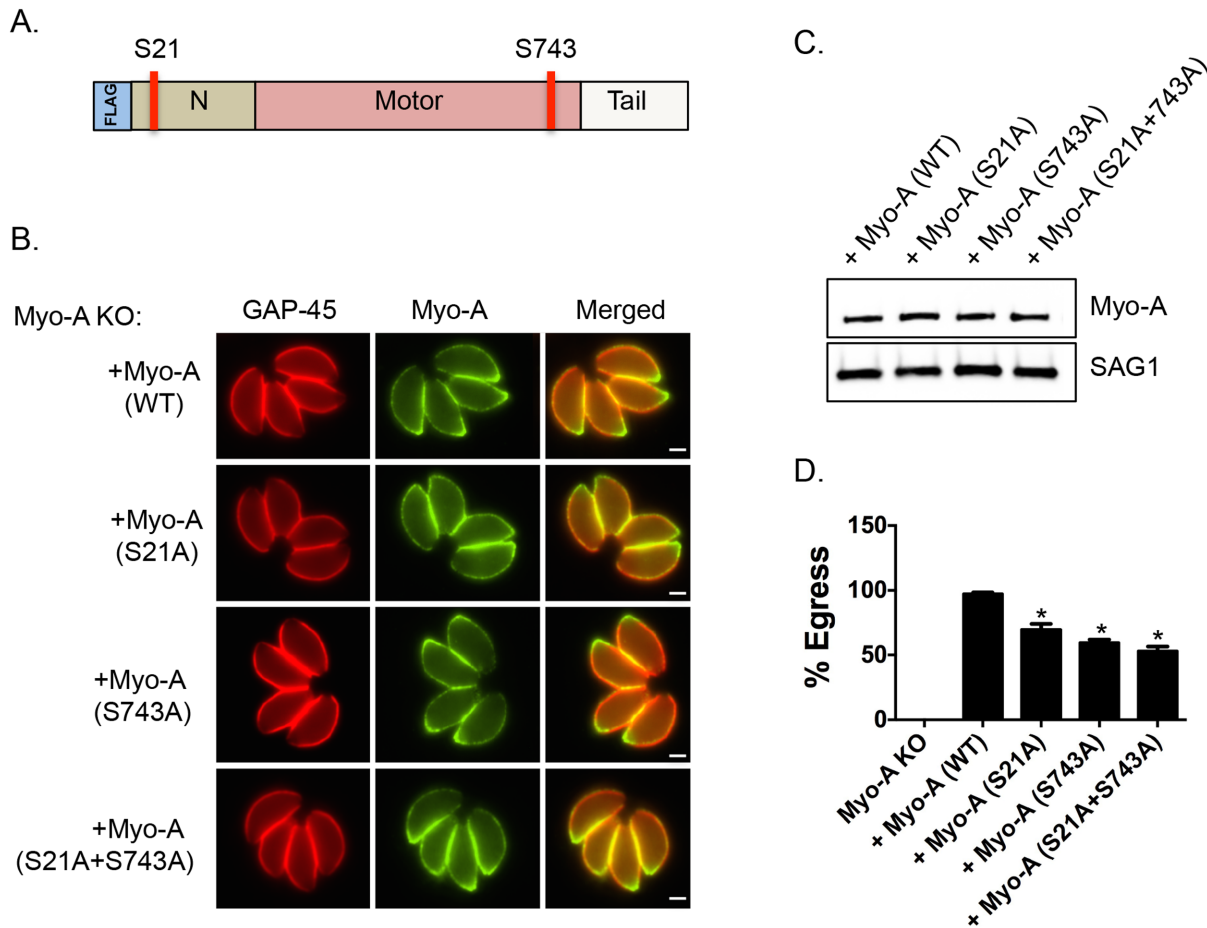 A.
S21
S743
FLAG
N
Motor
Tail
B.
Myo-A KO:
GAP-45
Myo-A
Merged
+Myo-A
(WT)
+Myo-A
(S21A)
+Myo-A
(S743A)
+Myo-A
(S21A+S743A)
C.
+ Myo-A (WT)
+ Myo-A (S21A)
+ Myo-A (S743A)
+ Myo-A (S21A+743A)
Myo-A
SAG1
D.
% Egress
150
100
50
0
*
*
*
Myo-A KO
+ Myo-A (WT)
+ Myo-A (S21A)
+ Myo-A (S743A)
+ Myo-A (S21A+S743A)